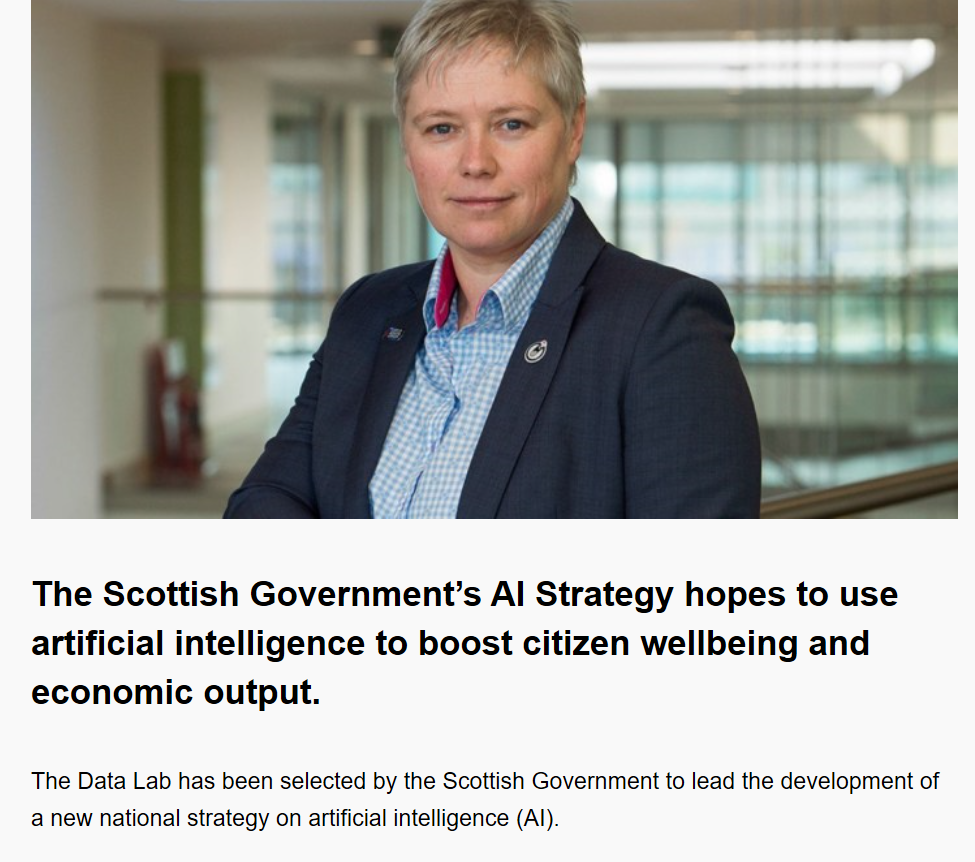 The Scottish Government’s AI Strategy hopes to use
artificial intelligence to boost citizen wellbeing and
economic output.
The Data Lab has been selected by the Scottish Government to lead the development of
a new national strategy on artificial intelligence (AI).